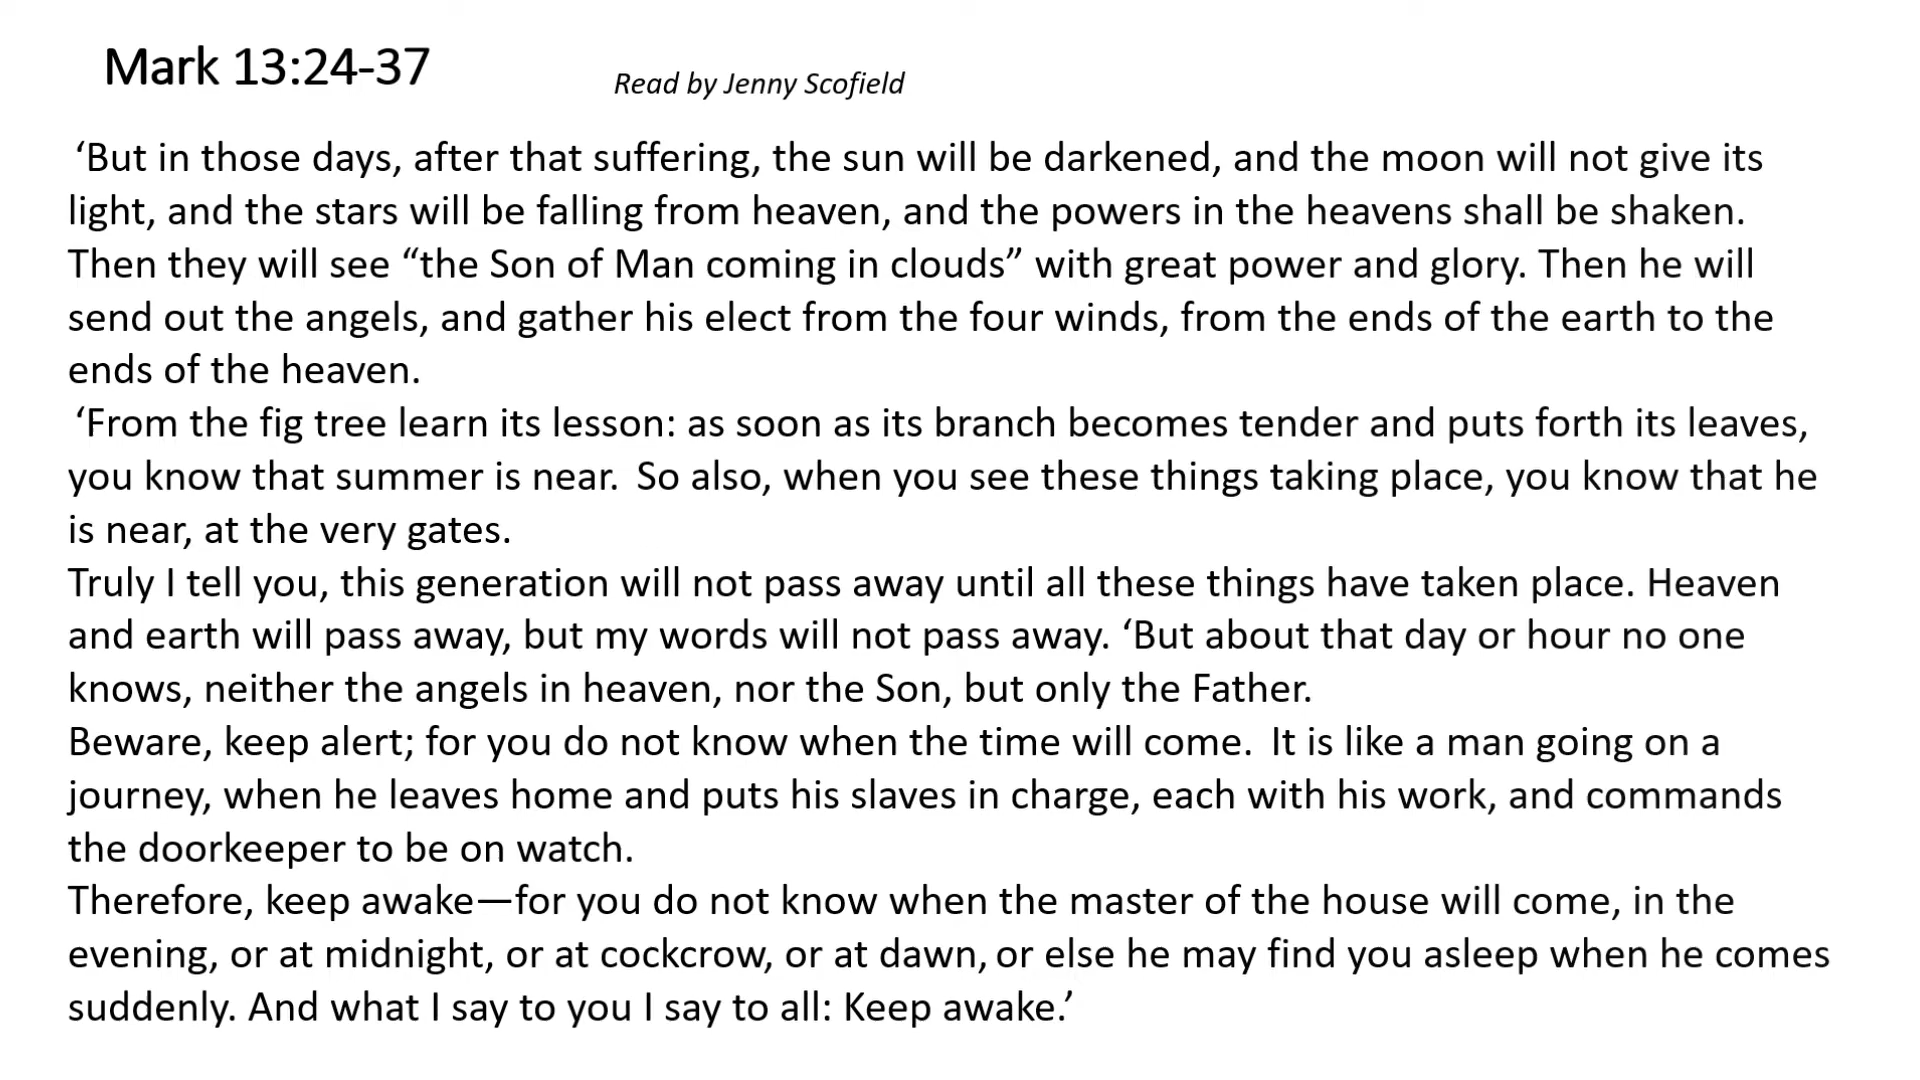 Mark 13:24-37
Read by Jenny Scofield
‘But in those days, after that suffering, the sun will be darkened, and the moon will not give its
light, and the stars will be falling from heaven, and the powers in the heavens shall be shaken.
Then they will see “the Son of Man coming in clouds” with great power and glory. Then he will
send out the angels, and gather his elect from the four winds, from the ends of the earth to the
ends of the heaven.
‘From the fig tree learn its lesson: as soon as its branch becomes tender and puts forth its leaves,
you know that summer is near. So also, when you see these things taking place, you know that he
is near, at the very gates.
Truly I tell you, this generation will not pass away until all these things have taken place. Heaven
and earth will pass away, but my words will not pass away. ‘But about that day or hour no one
knows, neither the angels in heaven, nor the Son, but only the Father.
Beware, keep alert; for you do not know when the time will come. It is like a man going on a
journey, when he leaves home and puts his slaves in charge, each with his work, and commands
the doorkeeper to be on watch.
Therefore, keep awake—for you do not know when the master of the house will come, in the
evening, or at midnight, or at cockcrow, or at dawn, or else he may find you asleep when he comes
suddenly. And what I say to you I say to all: Keep awake.’